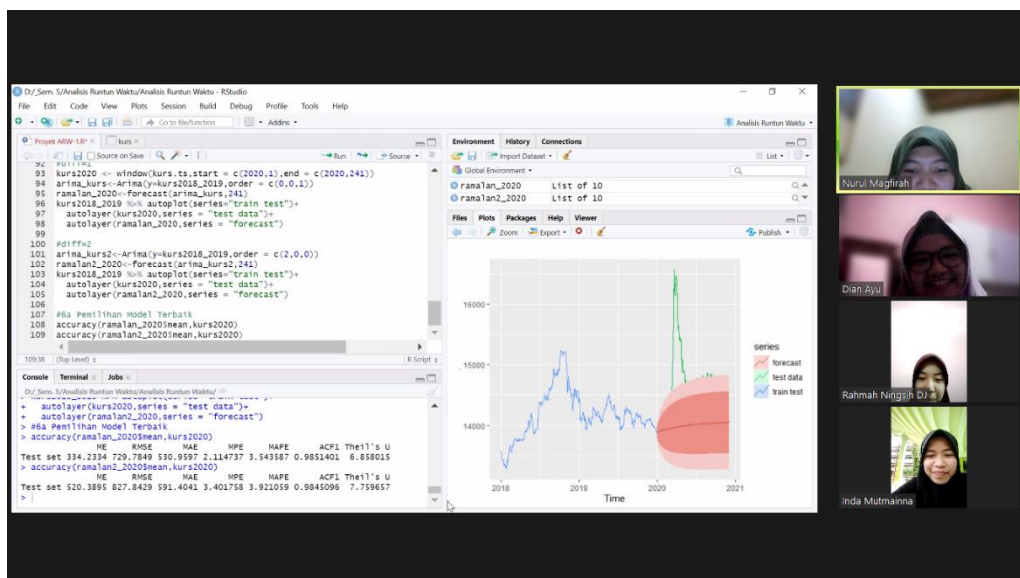 D:/_Sem. 5/Analisis Runtun Waktu/Analisis Runtun Waktu - RStudio
File Edit Code View Plots Session Build Debug Profile Tools Help
Go to file/function Addins Analisis Runtun Waktu
Proyek ARW-1.R* kurs
Source on Save Run Source
92 #diff=1
93 kurs2020 <- window(kurs.ts,start = c(2020,1),end = c(2020,241))
94 arima_kurs<-Arima(y=kurs2018_2019,order = c(0,0,1))
95 ramalan_2020<-forecast(arima_kurs,241)
96 kurs2018_2019 %>% autoplot(series="train test")+
97 autolayer(kurs2020,series = "test data")+
98 autolayer(ramalan_2020,series = "forecast")
99
100 #diff=2
101 arima_kurs2<-Arima(y=kurs2018_2019,order = c(2,0,0))
102 ramalan2_2020<-forecast(arima_kurs2,241)
103 kurs2018_2019 %>% autoplot(series="train test")+
104 autolayer(kurs2020,series = "test data")+
105 autolayer(ramalan2_2020,series = "forecast")
106
107 #6a Pemilihan Model Terbaik
108 accuracy(ramalan_2020$mean,kurs2020)
109 accuracy(ramalan2_2020$mean,kurs2020)
109:38 (Top Level) R Script
Console Terminal Jobs
D:/_Sem. 5/Analisis Runtun Waktu/Analisis Runtun Waktu/
+ autolayer(kurs2020,series = "test data")+
+ autolayer(ramalan2_2020,series = "forecast")
> #6a Pemilihan Model Terbaik
> accuracy(ramalan_2020$mean,kurs2020)
ME RMSE MAE MPE MAPE ACF1 Theil's U
Test set 334.2334 729.7849 530.9597 2.114737 3.543587 0.9851401 6.858015
> accuracy(ramalan2_2020$mean,kurs2020)
ME RMSE MAE MPE MAPE ACF1 Theil's U
Test set 520.3895 827.8429 591.4041 3.401758 3.921059 0.9845096 7.759657
>
Environment History Connections
Import Dataset List
Global Environment
ramalan_2020 List of 10
ramalan2_2020 List of 10
Files Plots Packages Help Viewer
Zoom Export Publish
16000
15000
14000
2018 2019 2020 2021
Time
series
forecast
test data
train test
Nurul Magfirah
Dian Ayu
Rahmah Ningsih DJ
Inda Mutmainna